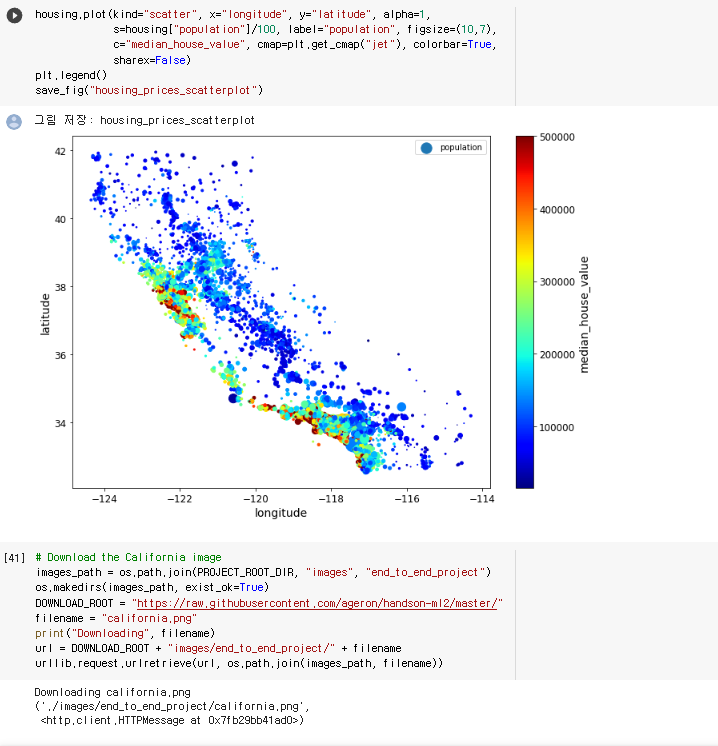 housing.plot(kind="scatter", x="longitude", y="latitude", alpha=1,
s=housing["population"]/100, label="population", figsize=(10,7),
c="median_house_value", cmap=plt.get_cmap("jet"), colorbar=True,
sharex=False)
plt.legend()
save_fig("housing_prices_scatterplot")
그림 저장: housing_prices_scatterplot
population
42
40
38
36
34
latitude
−124
−122
−120
−118
−116
−114
longitude
500000
400000
300000
200000
100000
median_house_value
[41] # Download the California image
images_path = os.path.join(PROJECT_ROOT_DIR, "images", "end_to_end_project")
os.makedirs(images_path, exist_ok=True)
DOWNLOAD_ROOT = "https://raw.githubusercontent.com/ageron/handson-ml2/master/"
filename = "california.png"
print("Downloading", filename)
url = DOWNLOAD_ROOT + "images/end_to_end_project/" + filename
urllib.request.urlretrieve(url, os.path.join(images_path, filename))
Downloading california.png
('./images/end_to_end_project/california.png',
<http.client.HTTPMessage at 0x7fb29bb41ad0>)